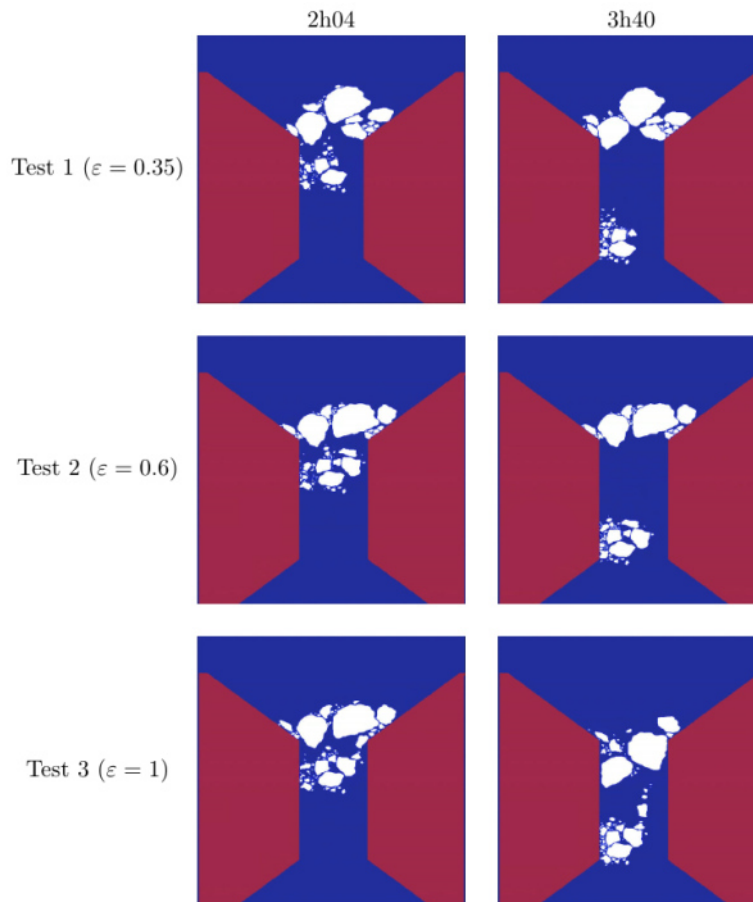 2h04
3h40
Test 1 (ε = 0.35)
Test 2 (ε = 0.6)
Test 3 (ε = 1)